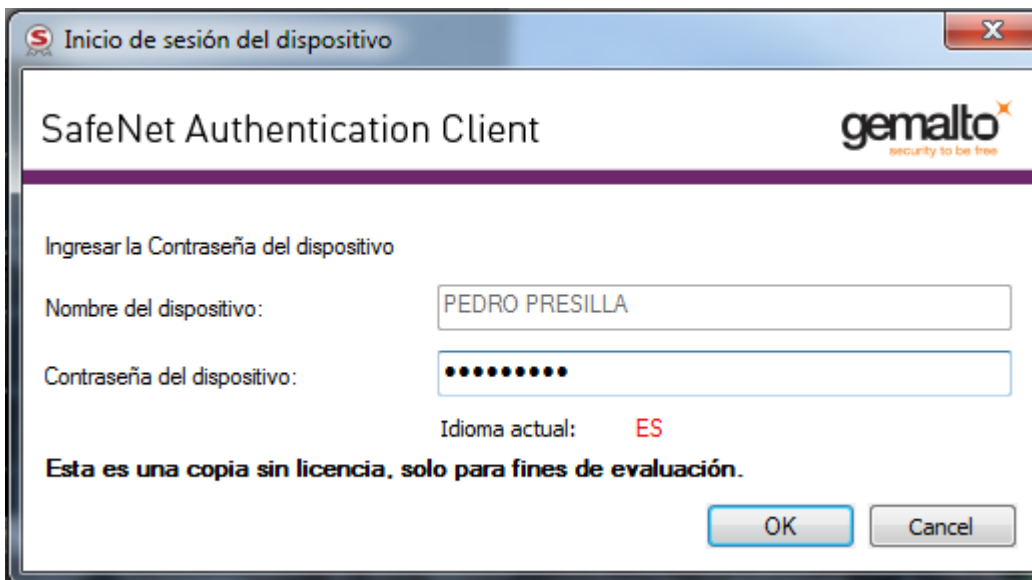 Inicio de sesión del dispositivo
SafeNet Authentication Client
gemalto
security to be free
Ingresar la Contraseña del dispositivo
Nombre del dispositivo: PEDRO PRESILLA
Contraseña del dispositivo: •••••••••
Idioma actual: ES
Esta es una copia sin licencia, solo para fines de evaluación.
OK Cancel